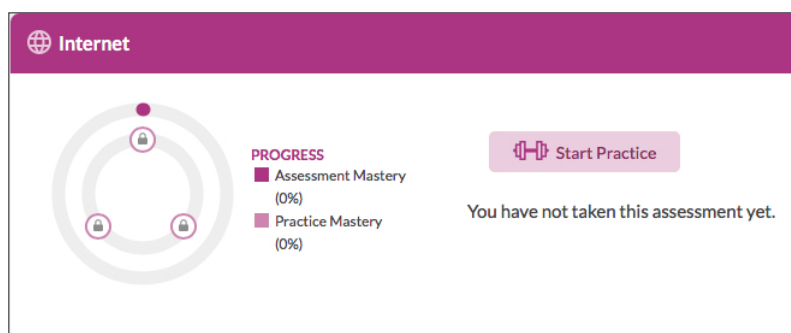 Internet
PROGRESS
Assessment Mastery
(0%)
Practice Mastery
(0%)
Start Practice
You have not taken this assessment yet.